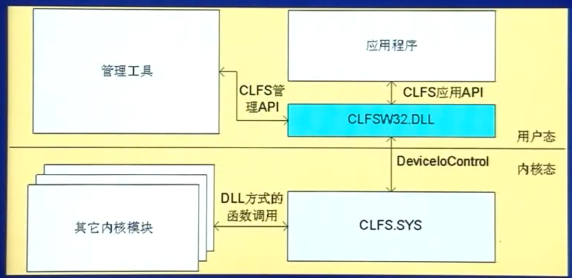 管理工具
应用程序
CLFS管
理API
CLFS应用API
CLFSW32.DLL
用户态
DeviceIoControl
内核态
其它内核模块
DLL方式的
函数调用
CLFS.SYS